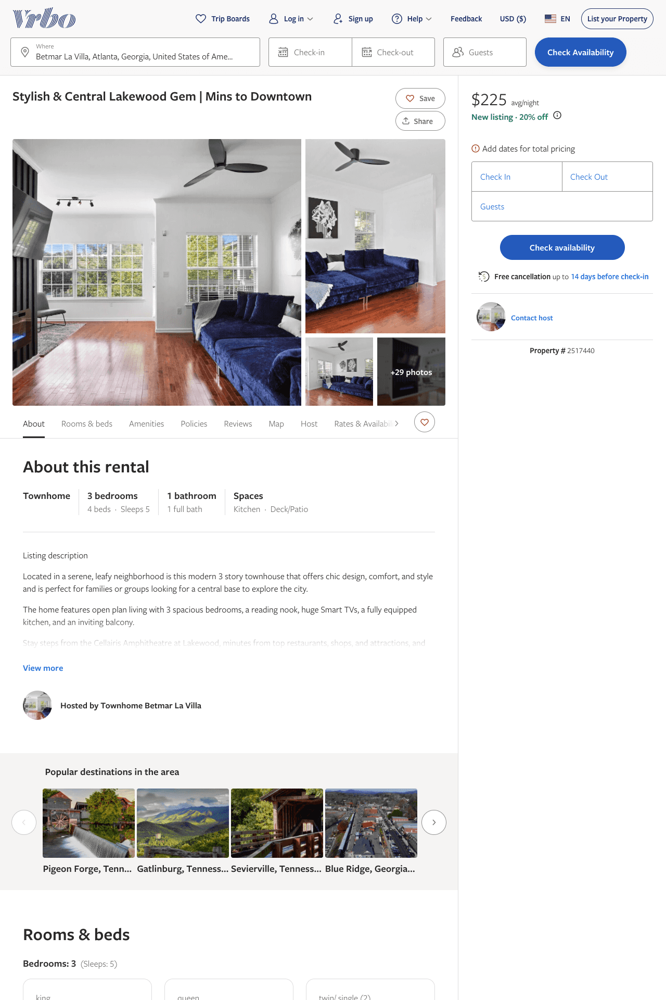 Vrbo
Trip Boards
Log in
Sign up
Help
Feedback
USD ($)
EN
List your Property
Where
Betmar La Villa, Atlanta, Georgia, United States of Ame...
Check-in
Check-out
Guests
Check Availability
Stylish & Central Lakewood Gem | Mins to Downtown
Save
Share
+29 photos
$225 avg/night
New listing · 20% off
Add dates for total pricing
Check In
Check Out
Guests
Check availability
Free cancellation up to 14 days before check-in
Contact host
Property # 2517440
About
Rooms & beds
Amenities
Policies
Reviews
Map
Host
Rates & Availabili
About this rental
Townhome
3 bedrooms
4 beds · Sleeps 5
1 bathroom
1 full bath
Spaces
Kitchen · Deck/Patio
Listing description
Located in a serene, leafy neighborhood is this modern 3 story townhouse that offers chic design, comfort, and style
and is perfect for families or groups looking for a central base to explore the city.
The home features open plan living with 3 spacious bedrooms, a reading nook, huge Smart TVs, a fully equipped
kitchen, and an inviting balcony.
Stay steps from the Cellairis Amphitheatre at Lakewood, minutes from top restaurants, shops, and attractions, and
View more
Hosted by Townhome Betmar La Villa
Popular destinations in the area
Pigeon Forge, Tenn...
Gatlinburg, Tenness...
Sevierville, Tenness...
Blue Ridge, Georgia...
Rooms & beds
Bedrooms: 3 (Sleeps: 5)
king
queen
twin/ single (2)